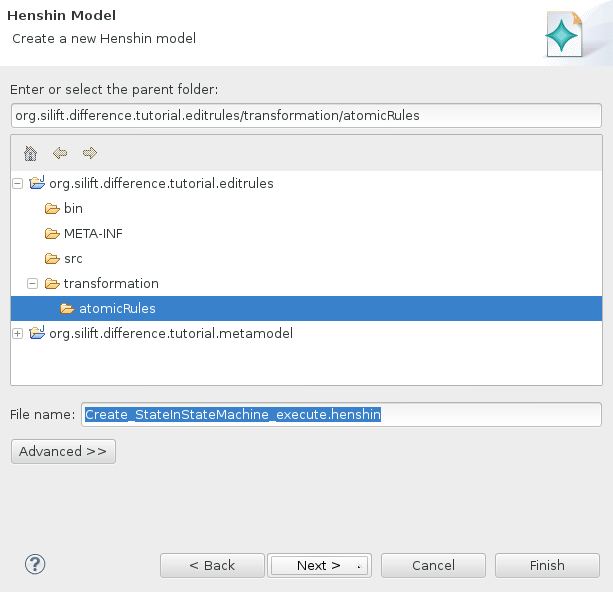 Henshin Model
Create a new Henshin model
Enter or select the parent folder:
org.silift.difference.tutorial.editrules/transformation/atomicRules
org.silift.difference.tutorial.editrules
bin
META-INF
src
transformation
atomicRules
org.silift.difference.tutorial.metamodel
File name: Create_StateInStateMachine_execute.henshin
Advanced >>
? < Back Next > Cancel Finish